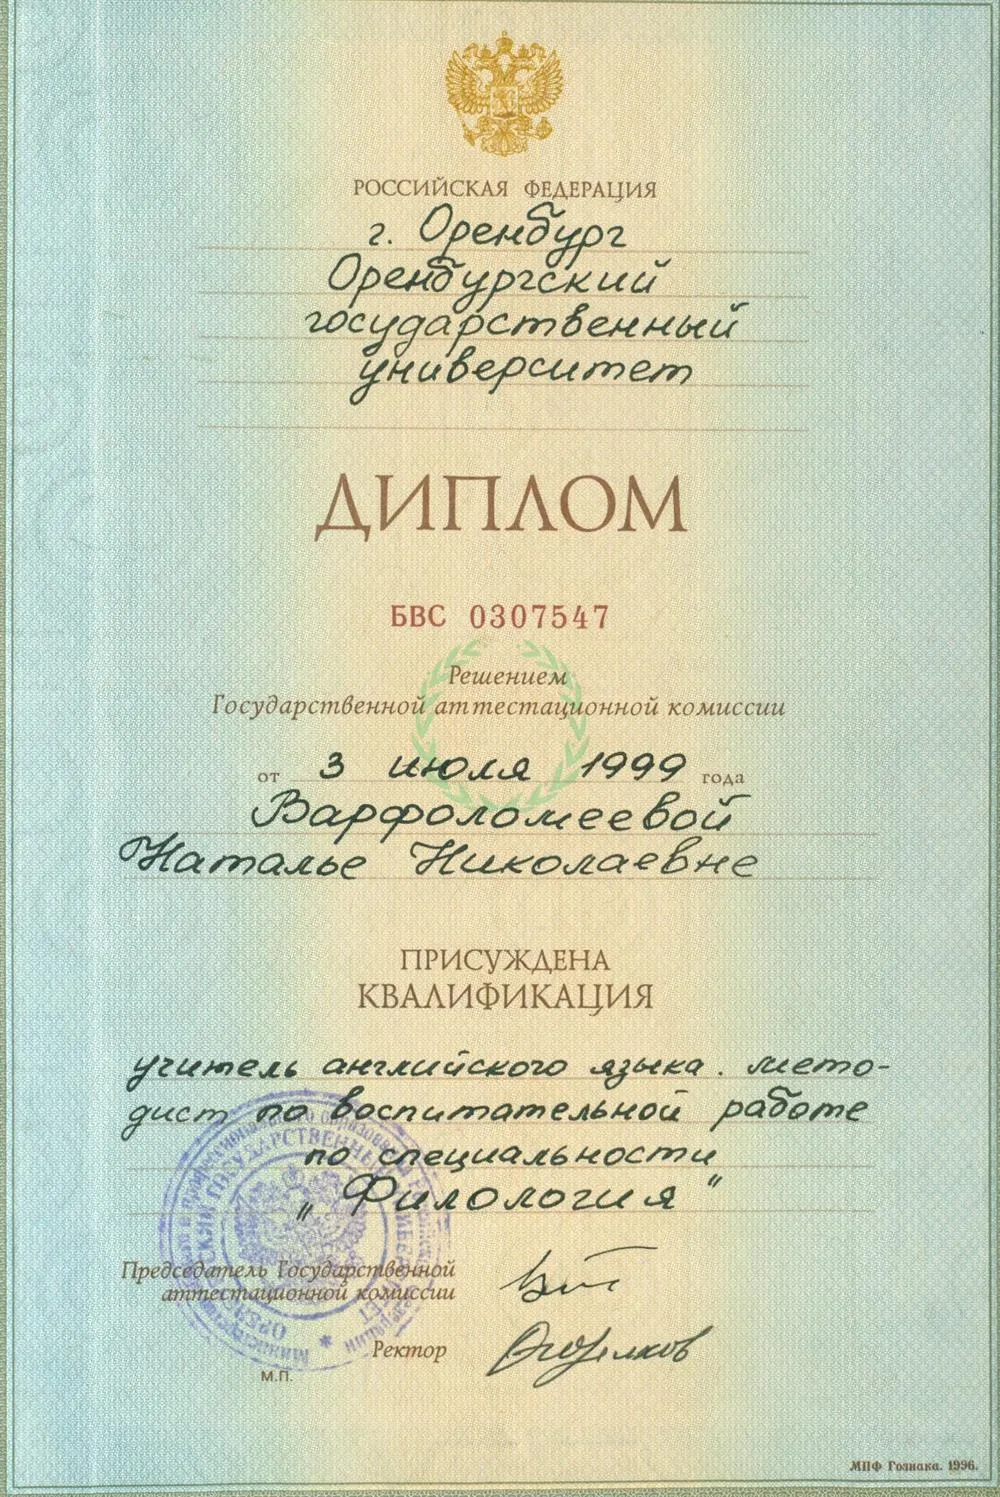 РОССИЙСКАЯ ФЕДЕРАЦИЯ
г. Оренбург
Оренбургский
государственный
университет
ДИПЛОМ
БВС 0307547
Решением
Государственной аттестационной комиссии
от 3 июля 1999 года
Варфоломеевой
Наталье Николаевне
ПРИСУЖДЕНА
КВАЛИФИКАЦИЯ
учитель английского языка. мето-
дист по воспитательной работе
по специальности
„Филология"
Председатель Государственной
аттестационной комиссии
Ректор
М.П.
МПФ Гознака. 1996.